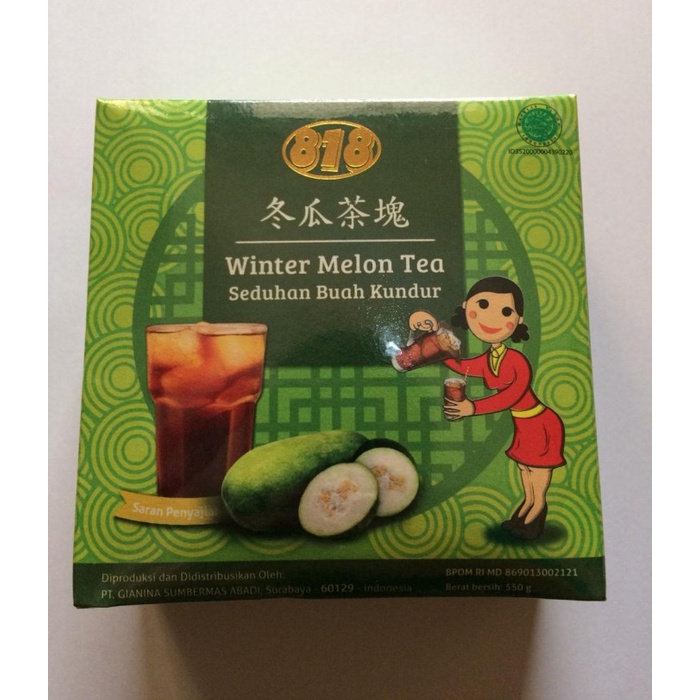 818
冬瓜茶塊
Winter Melon Tea
Seduhan Buah Kundur
Saran Penyajia
Diproduksi dan Didistribusikan Oleh:
PT. GIANINA SUMBERMAS ABADI, Surabaya - 60129 - Indonesia
BPOM RI MD 869013002121
Berat bersih: 550 g